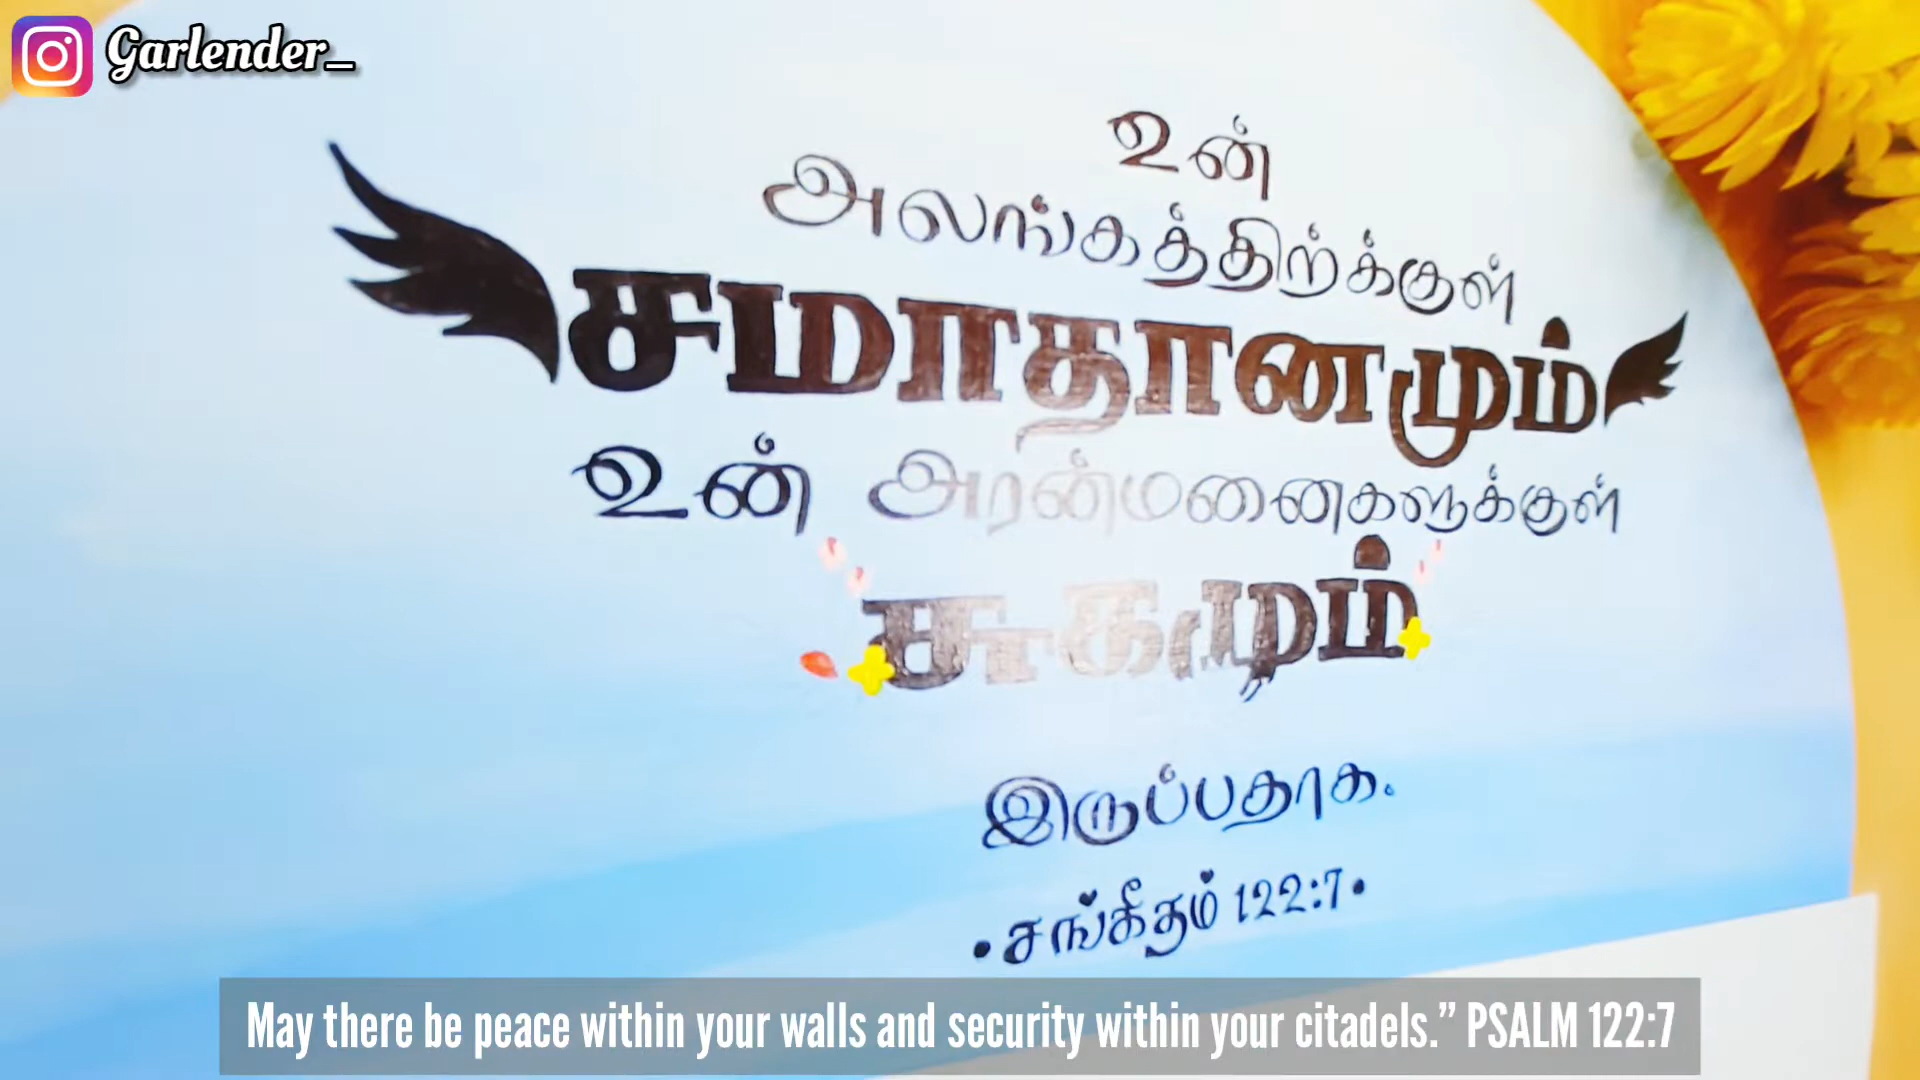 Garlender_
உன்
அலங்கத்திற்க்குள்
சமாதானமும்
உன் அரன்மனைகளுக்குள்
சுகமும்
இருப்பதாக.
•சங்கீதம் 122:7•
May there be peace within your walls and security within your citadels.” PSALM 122:7